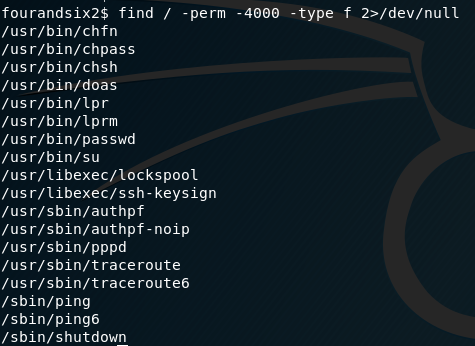 fourandsix2$ find / -perm -4000 -type f 2>/dev/null
/usr/bin/chfn
/usr/bin/chpass
/usr/bin/chsh
/usr/bin/doas
/usr/bin/lpr
/usr/bin/lprm
/usr/bin/passwd
/usr/bin/su
/usr/libexec/lockspool
/usr/libexec/ssh-keysign
/usr/sbin/authpf
/usr/sbin/authpf-noip
/usr/sbin/pppd
/usr/sbin/traceroute
/usr/sbin/traceroute6
/sbin/ping
/sbin/ping6
/sbin/shutdown